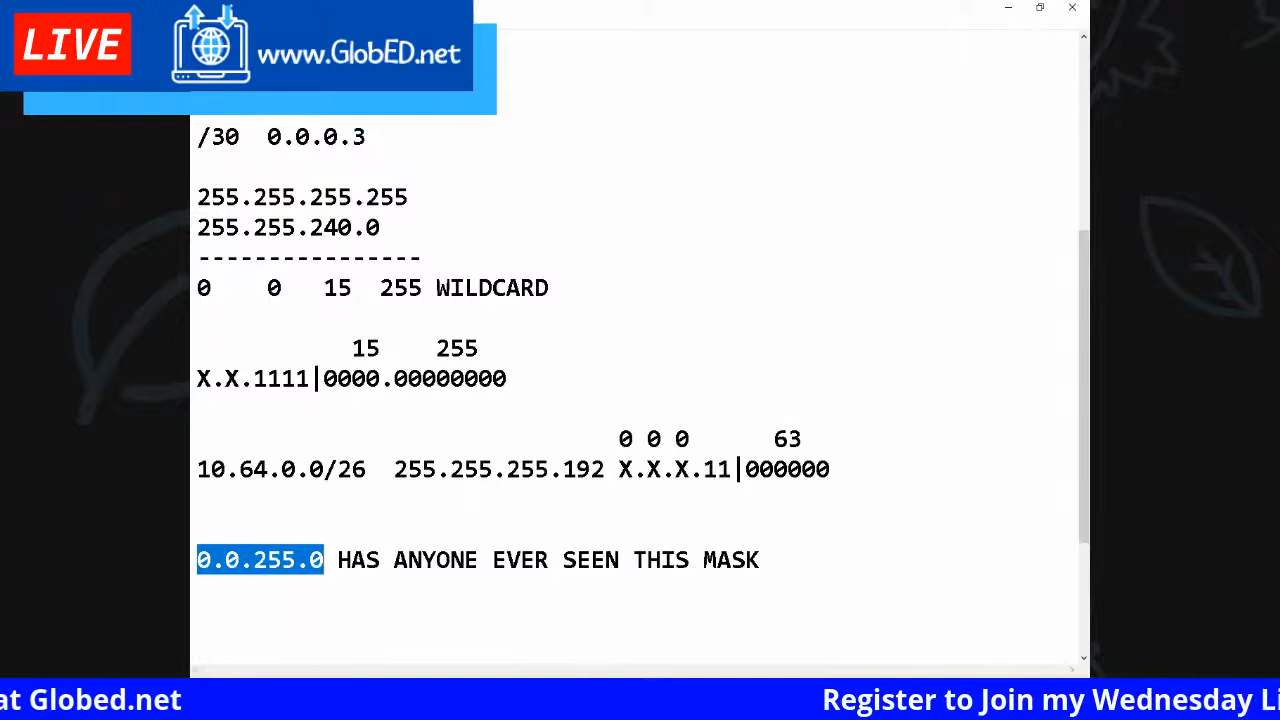 LIVE
www.GlobED.net
/30 0.0.0.3
255.255.255.255
255.255.240.0
----------------
0 0 15 255 WILDCARD
15 255
X.X.1111|0000.00000000
0 0 0 63
10.64.0.0/26 255.255.255.192 X.X.X.11|000000
0.0.255.0 HAS ANYONE EVER SEEN THIS MASK
at Globed.net
Register to Join my Wednesday Li